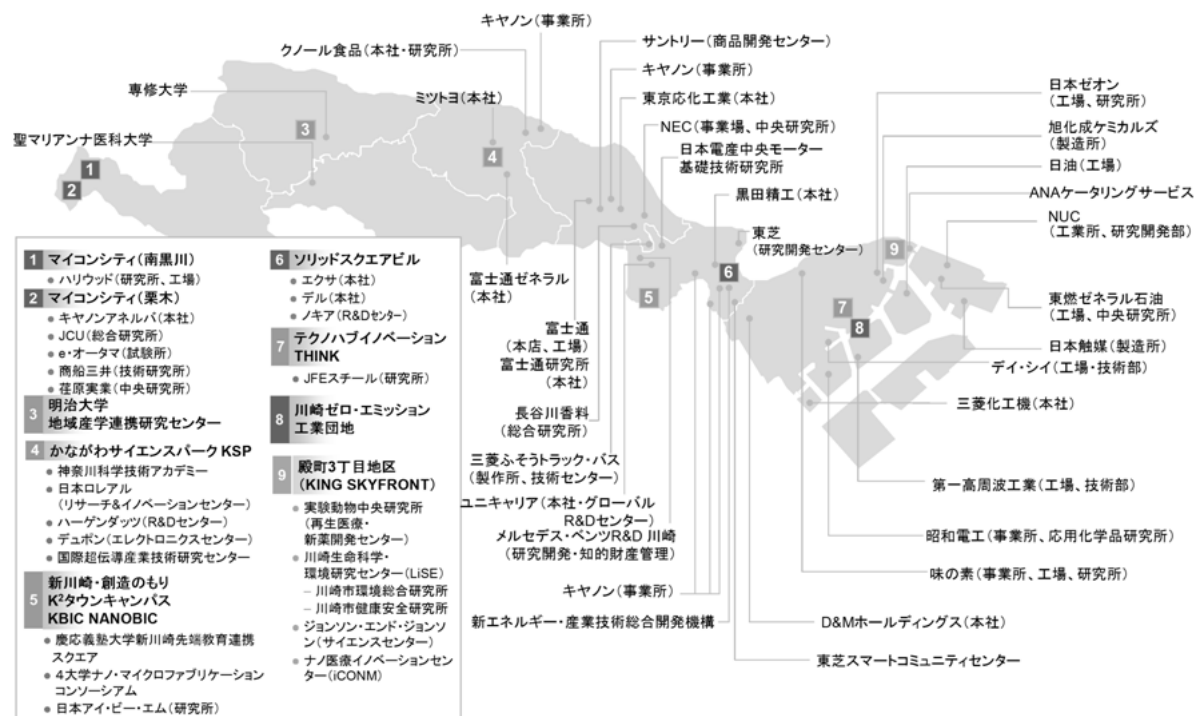 キヤノン(事業所)
クノール食品(本社・研究所)
専修大学
ミツトヨ(本社)
聖マリアンナ医科大学
サントリー(商品開発センター)
キヤノン(事業所)
東京応化工業(本社)
NEC(事業場、中央研究所)
日本電産中央モーター
基礎技術研究所
黒田精工(本社)
東芝
(研究開発センター)
日本ゼオン
(工場、研究所)
旭化成ケミカルズ
(製造所)
日油(工場)
ANAケータリングサービス
NUC
(工業所、研究開発部)
東燃ゼネラル石油
(工場、中央研究所)
日本触媒(製造所)
デイ・シイ(工場・技術部)
三菱化工機(本社)
第一高周波工業(工場、技術部)
昭和電工(事業所、応用化学品研究所)
味の素(事業所、工場、研究所)
D&Mホールディングス(本社)
東芝スマートコミュニティセンター
富士通ゼネラル
(本社)
富士通
(本店、工場)
富士通研究所
(本社)
長谷川香料
(総合研究所)
三菱ふそうトラック・バス
(製作所、技術センター)
ユニキャリア(本社・グローバル
R&Dセンター)
メルセデス・ベンツR&D 川崎
(研究開発・知的財産管理)
キヤノン(事業所)
新エネルギー・産業技術総合開発機構
1
2
3
4
5
6
7
8
9
1 マイコンシティ(南黒川)
● ハリウッド(研究所、工場)
2 マイコンシティ(栗木)
● キヤノンアネルバ(本社)
● JCU(総合研究所)
● e・オータマ(試験所)
● 商船三井(技術研究所)
● 荏原実業(中央研究所)
3 明治大学
地域産学連携研究センター
4 かながわサイエンスパーク KSP
● 神奈川科学技術アカデミー
● 日本ロレアル
(リサーチ&イノベーションセンター)
● ハーゲンダッツ(R&Dセンター)
● デュポン(エレクトロニクスセンター)
● 国際超伝導産業技術研究センター
5 新川崎・創造のもり
K²タウンキャンパス
KBIC NANOBIC
● 慶応義塾大学新川崎先端教育連携
スクエア
● 4大学ナノ・マイクロファブリケーション
コンソーシアム
● 日本アイ・ビー・エム(研究所)
6 ソリッドスクエアビル
● エクサ(本社)
● デル(本社)
● ノキア(R&Dセンター)
7 テクノハブイノベーション
THINK
● JFEスチール(研究所)
8 川崎ゼロ・エミッション
工業団地
9 殿町3丁目地区
(KING SKYFRONT)
● 実験動物中央研究所
(再生医療・
新薬開発センター)
● 川崎生命科学・
環境研究センター(LiSE)
– 川崎市環境総合研究所
– 川崎市健康安全研究所
● ジョンソン・エンド・ジョンソ
ン(サイエンスセンター)
● ナノ医療イノベーションセン
ター(iCONM)